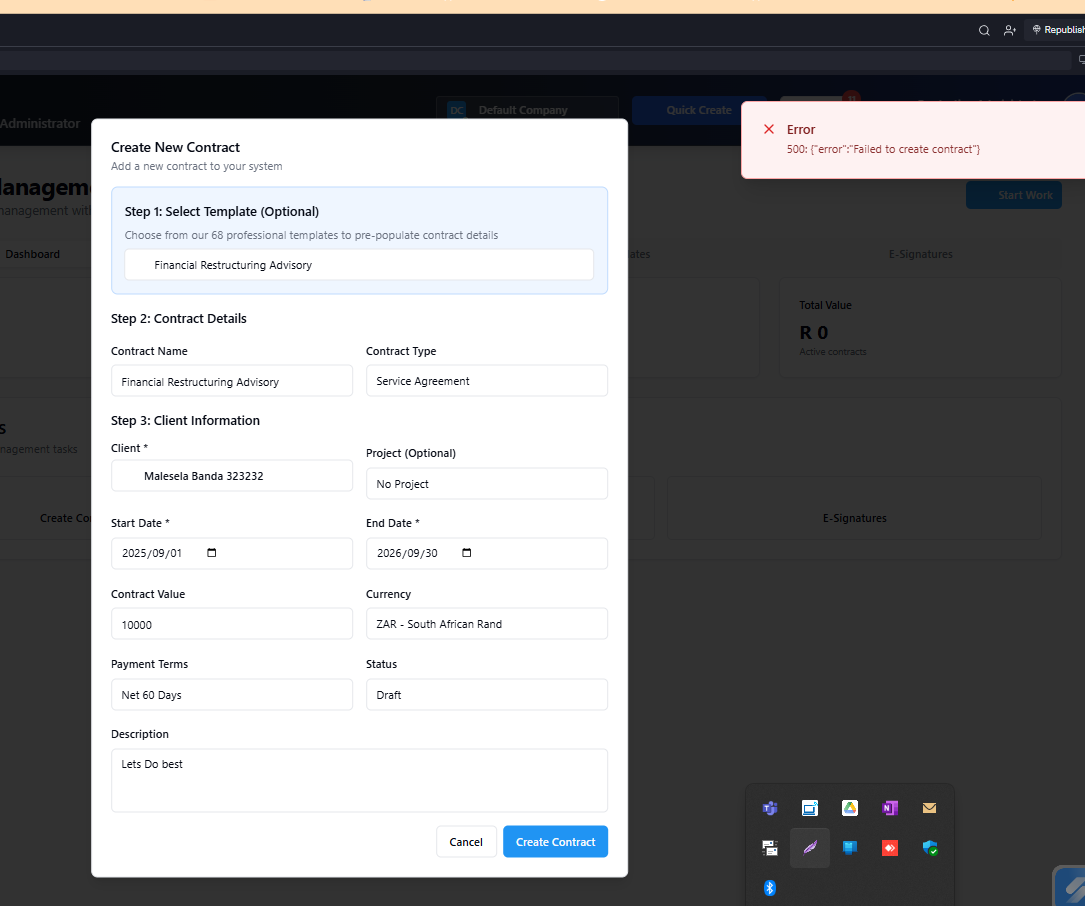 Republish
Administrator
DC Default Company
Quick Create
11
Error
500: {"error":"Failed to create contract"}
Create New Contract
Add a new contract to your system
Step 1: Select Template (Optional)
Choose from our 68 professional templates to pre-populate contract details
Financial Restructuring Advisory
anageme
management wit
Start Work
Dashboard
ates
E-Signatures
Step 2: Contract Details
Contract Name
Contract Type
Financial Restructuring Advisory
Service Agreement
Total Value
R 0
Active contracts
Step 3: Client Information
s
nagement tasks
Client *
Project (Optional)
Malesela Banda 323232
No Project
Create Co
E-Signatures
Start Date *
End Date *
2025/09/01
2026/09/30
Contract Value
Currency
10000
ZAR - South African Rand
Payment Terms
Status
Net 60 Days
Draft
Description
Lets Do best
Cancel
Create Contract